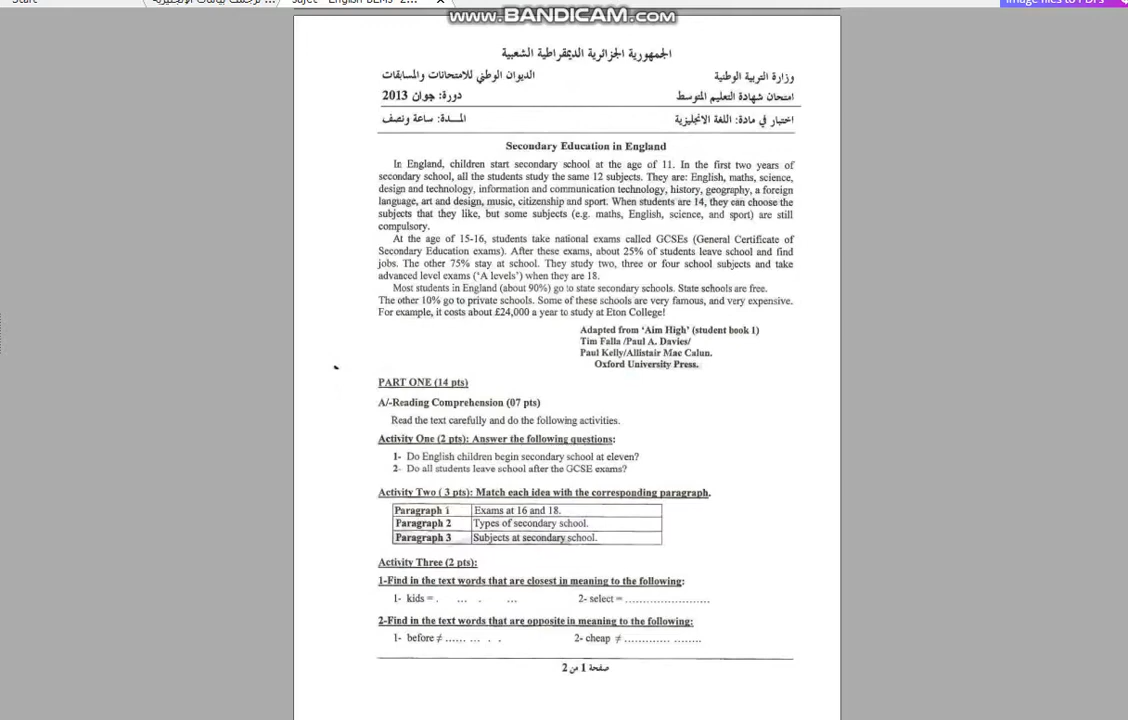 Start
sujet - English BEM3-2...
Image files to PDFs
WWW.BANDICAM.COM
الجمهورية الجزائرية الديمقراطية الشعبية
وزارة التربية الوطنية الديوان الوطني للامتحانات والمسابقات
امتحان شهادة التعليم المتوسط دورة: جوان 2013
اختبار في مادة: اللغة الانجليزية المدة: ساعة ونصف
Secondary Education in England
In England, children start secondary school at the age of 11. In the first two years of
secondary school, all the students study the same 12 subjects. They are: English, maths, science,
design and technology, information and communication technology, history, geography, a foreign
language, art and design, music, citizenship and sport. When students are 14, they can choose the
subjects that they like, but some subjects (e.g. maths, English, science, and sport) are still
compulsory.
At the age of 15-16, students take national exams called GCSEs (General Certificate of
Secondary Education exams). After these exams, about 25% of students leave school and find
jobs. The other 75% stay at school. They study two, three or four school subjects and take
advanced level exams ('A levels') when they are 18.
Most students in England (about 90%) go to state secondary schools. State schools are free.
The other 10% go to private schools. Some of these schools are very famous, and very expensive.
For example, it costs about £24,000 a year to study at Eton College!
Adapted from 'Aim High' (student book 1)
Tim Falla /Paul A. Davies/
Paul Kelly/Allistair Mac Calun.
Oxford University Press.
PART ONE (14 pts)
A/-Reading Comprehension (07 pts)
Read the text carefully and do the following activities.
Activity One (2 pts): Answer the following questions:
1- Do English children begin secondary school at eleven?
2- Do all students leave school after the GCSE exams?
Activity Two ( 3 pts): Match each idea with the corresponding paragraph.
Paragraph 1 Exams at 16 and 18.
Paragraph 2 Types of secondary school.
Paragraph 3 Subjects at secondary school.
Activity Three (2 pts):
1-Find in the text words that are closest in meaning to the following:
1- kids = . ... . ... 2- select = ........................
2-Find in the text words that are opposite in meaning to the following:
1- before ≠ ...... ... . . 2- cheap ≠ ............. ........
صفحة 1 من 2